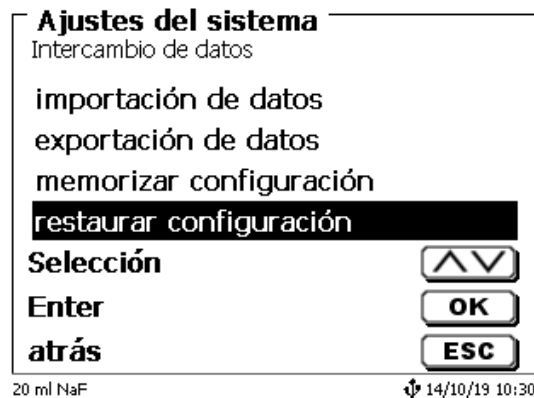 Ajustes del sistema
Intercambio de datos
importación de datos
exportación de datos
memorizar configuración
restaurar configuración
Selección
Enter OK
atrás ESC
20 ml NaF 14/10/19 10:30